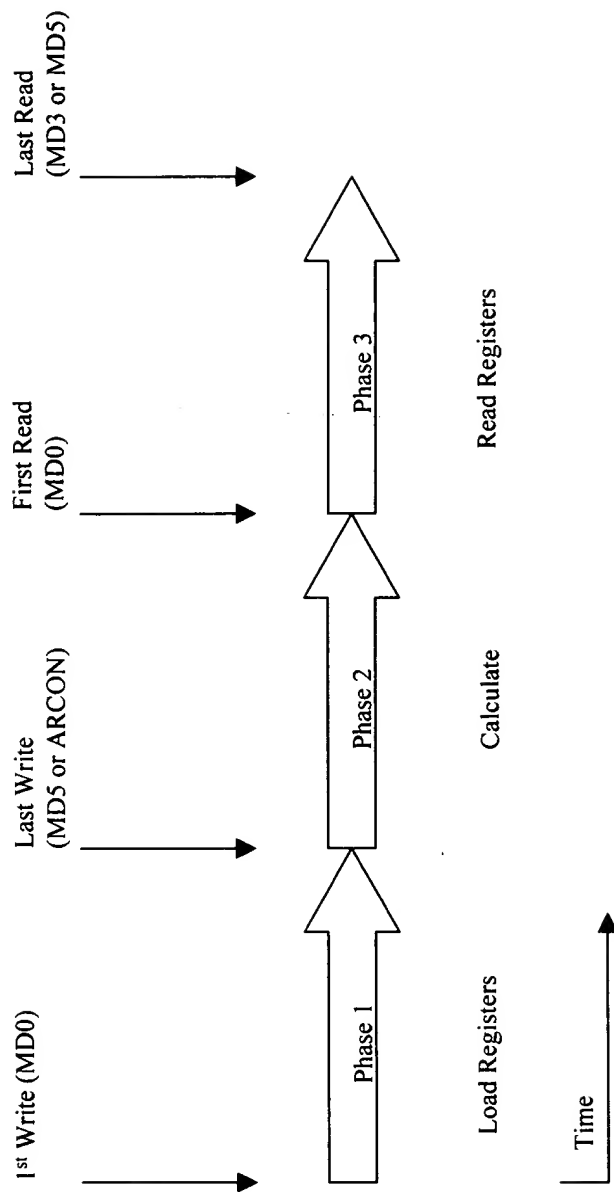 1st Write (MD0)
Last Write
(MD5 or ARCON)
First Read
(MD0)
Last Read
(MD3 or MD5)
Phase 1
Phase 2
Phase 3
Load Registers
Calculate
Read Registers
Time